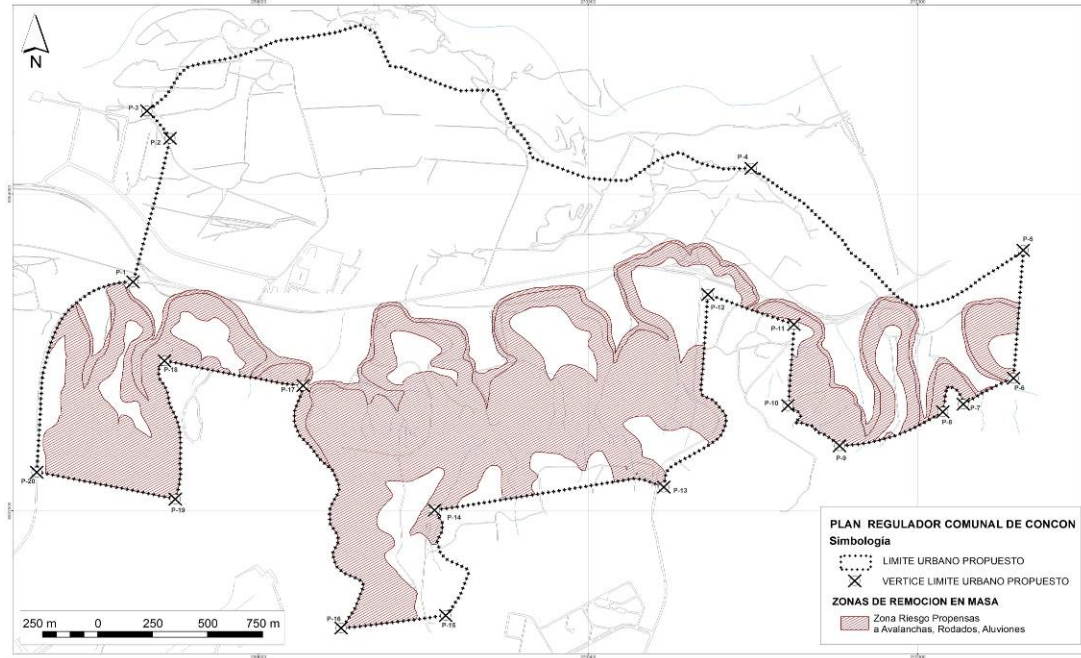 N
P-3
P-2
P-4
P-5
P-1
P-12
P-11
P-18
P-17
P-6
P-10
P-7
P-8
P-9
P-20
P-19
P-13
P-14
P-15
P-16
250 m 0 250 500 750 m
PLAN REGULADOR COMUNAL DE CONCON
Simbología
LIMITE URBANO PROPUESTO
VERTICE LIMITE URBANO PROPUESTO
ZONAS DE REMOCION EN MASA
Zona Riesgo Propensas
a Avalanchas, Rodados, Aluviones